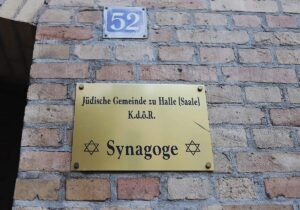 52
Jüdische Gemeinde zu Halle (Saale)
K.d.ö.R.
Synagoge